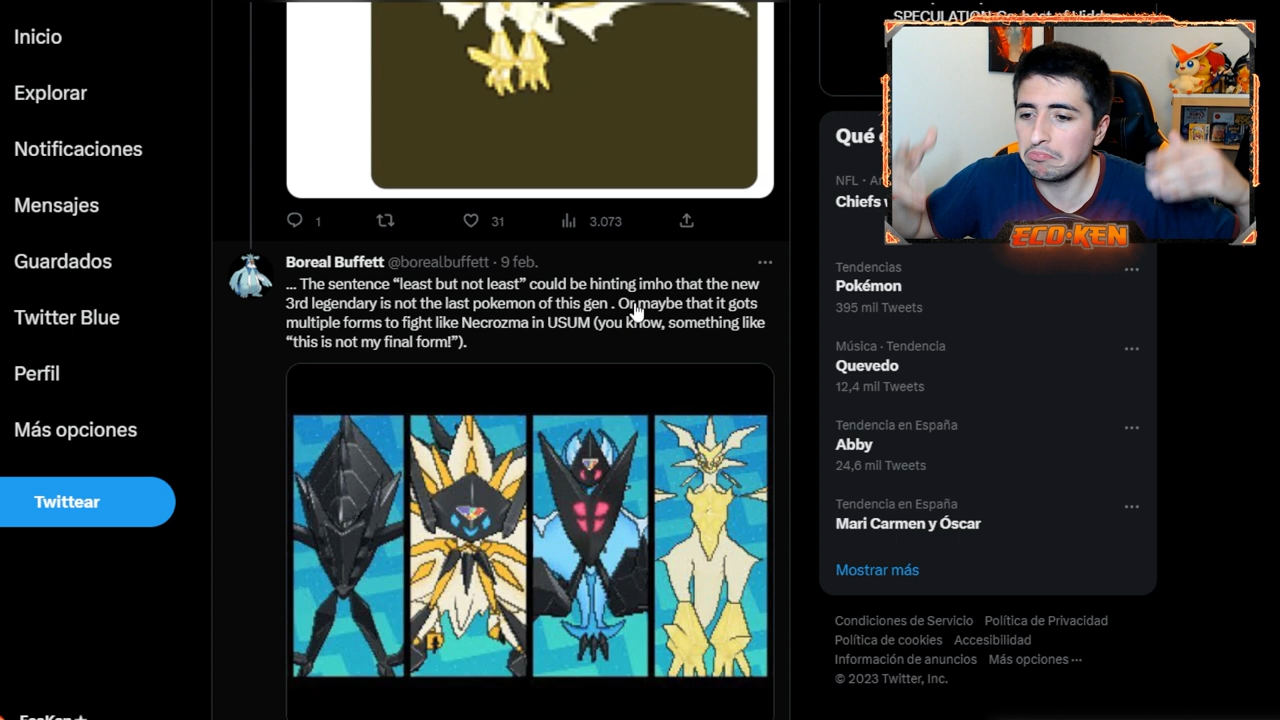 Inicio
Explorar
Notificaciones
Mensajes
Guardados
Twitter Blue
Perfil
Más opciones
Twittear
1
31
3.073
Boreal Buffett @borealbuffett · 9 feb.
... The sentence “least but not least” could be hinting imho that the new
3rd legendary is not the last pokemon of this gen . Or maybe that it gots
multiple forms to fight like Necrozma in USUM (you know, something like
“this is not my final form!”).
SPECULATION
Qué
NFL ·
Chiefs
ECO-KEN
Tendencias
Pokémon
395 mil Tweets
Música · Tendencia
Quevedo
12,4 mil Tweets
Tendencia en España
Abby
24,6 mil Tweets
Tendencia en España
Mari Carmen y Óscar
Mostrar más
Condiciones de Servicio Política de Privacidad
Política de cookies Accesibilidad
Información de anuncios Más opciones ···
© 2023 Twitter, Inc.